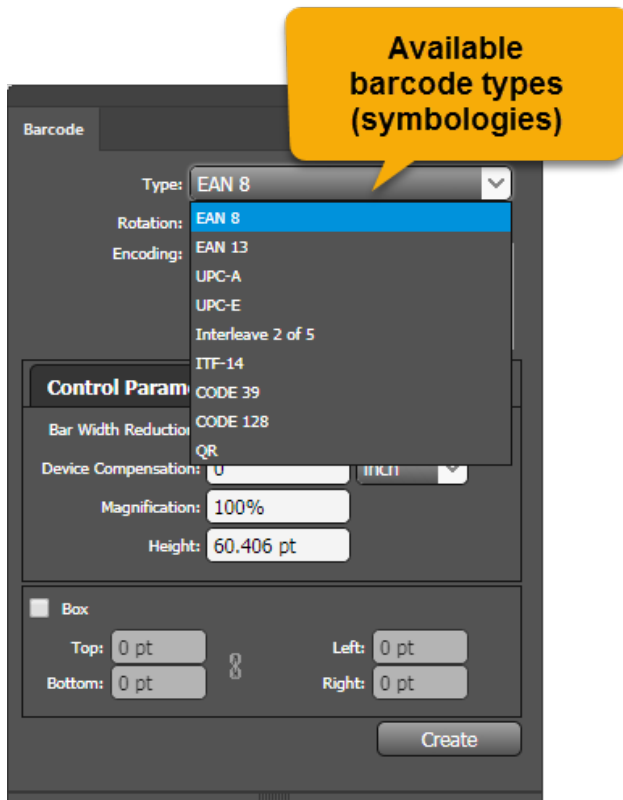 Available
barcode types
(symbologies)
Barcode
Type: EAN 8
Rotation: EAN 8
Encoding: EAN 13
UPC-A
UPC-E
Interleave 2 of 5
ITF-14
Control Param CODE 39
Bar Width Reduction CODE 128
QR
Device Compensation: 0 inch
Magnification: 100%
Height: 60.406 pt
Box
Top: 0 pt Left: 0 pt
Bottom: 0 pt Right: 0 pt
Create